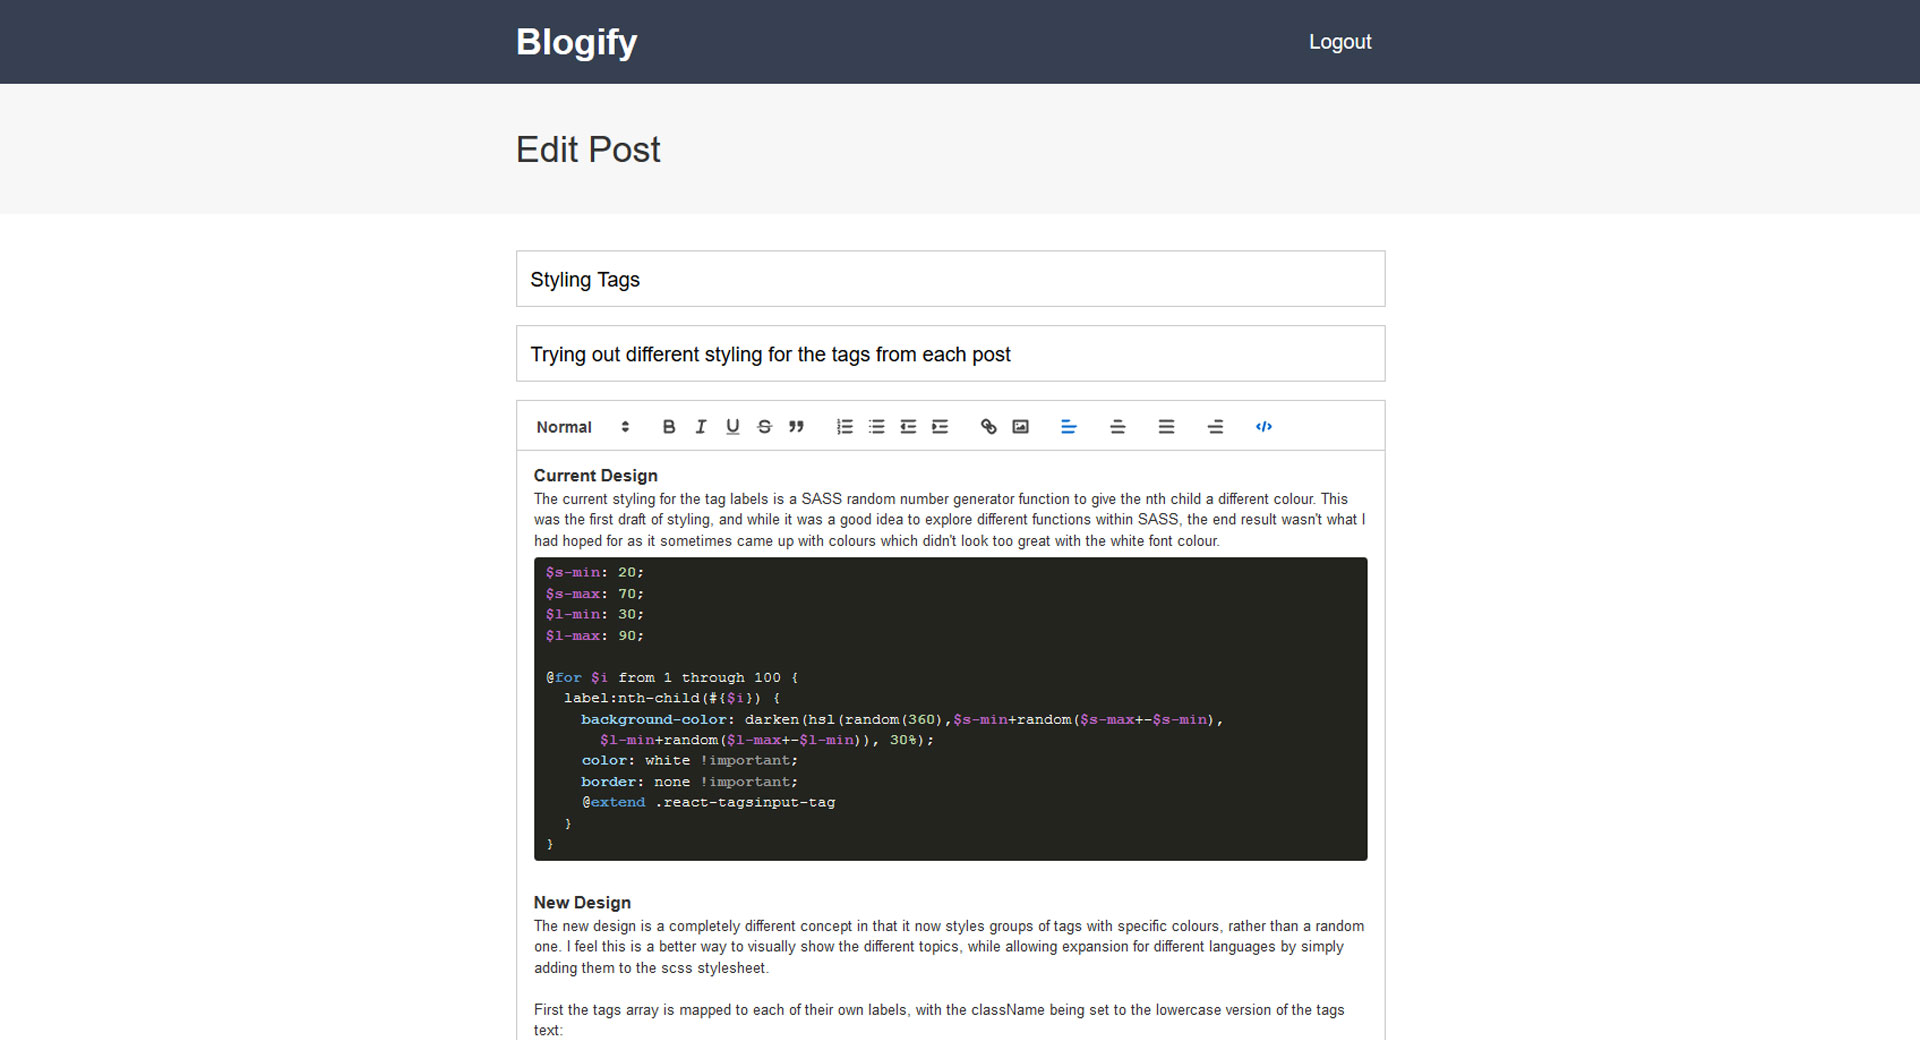 Blogify
Logout
Edit Post
Styling Tags
Trying out different styling for the tags from each post
Normal
Current Design
The current styling for the tag labels is a SASS random number generator function to give the nth child a different colour. This
was the first draft of styling, and while it was a good idea to explore different functions within SASS, the end result wasn't what I
had hoped for as it sometimes came up with colours which didn't look too great with the white font colour.
$s-min: 20;
$s-max: 70;
$l-min: 30;
$l-max: 90;
@for $i from 1 through 100 {
label:nth-child(#{$i}) {
background-color: darken(hsl(random(360),$s-min+random($s-max+-$s-min),
$l-min+random($l-max+-$l-min)), 30%);
color: white !important;
border: none !important;
@extend .react-tagsinput-tag
}
}
New Design
The new design is a completely different concept in that it now styles groups of tags with specific colours, rather than a random
one. I feel this is a better way to visually show the different topics, while allowing expansion for different languages by simply
adding them to the scss stylesheet.
First the tags array is mapped to each of their own labels, with the className being set to the lowercase version of the tags
text: